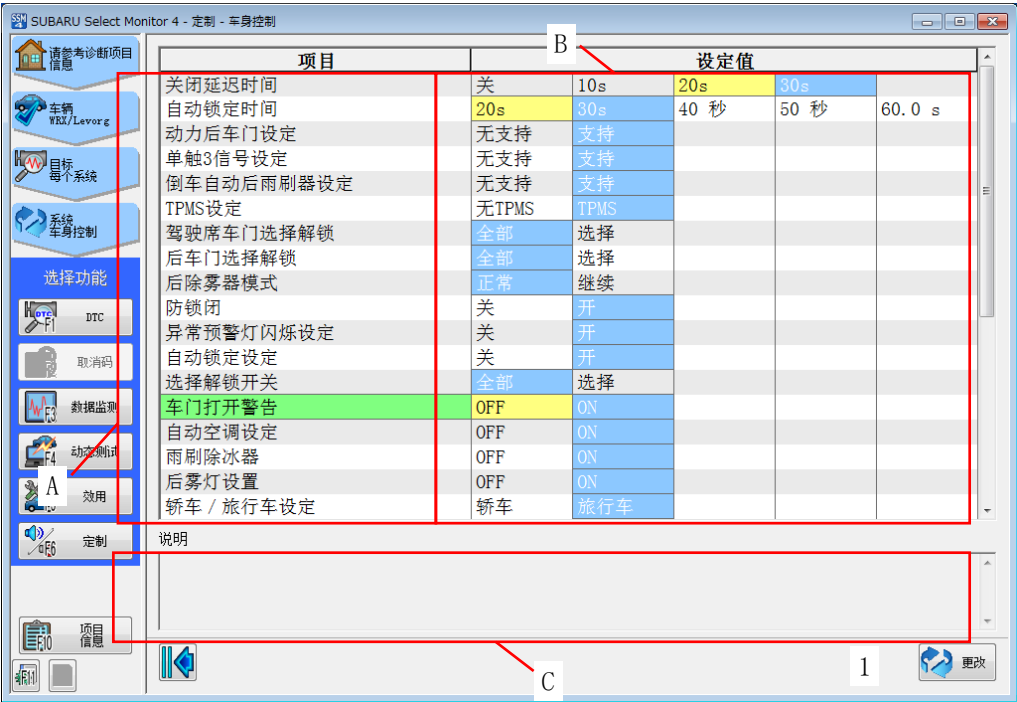 SUBARU Select Monitor 4 - 定制 - 车身控制
请参考诊断项目
信息
车辆
WRX/Levorg
目标
每个系统
系统
车身控制
选择功能
DTC
F1
取消码
数据监测
F3
动态测试
F4
效用
定制
F6
项目
信息
F10
F11
项目 设定值
关闭延迟时间 关 10s 20s 30s
自动锁定时间 20s 30s 40 秒 50 秒 60.0 s
动力后车门设定 无支持 支持
单触3信号设定 无支持 支持
倒车自动后雨刷器设定 无支持 支持
TPMS设定 无TPMS TPMS
驾驶席车门选择解锁 全部 选择
后车门选择解锁 全部 选择
后除雾器模式 正常 继续
防锁闭 关 开
异常预警灯闪烁设定 关 开
自动锁定设定 关 开
选择解锁开关 全部 选择
车门打开警告 OFF ON
自动空调设定 OFF ON
雨刷除冰器 OFF ON
后雾灯设置 OFF ON
轿车 / 旅行车设定 轿车 旅行车
说明
更改
A
B
C
1